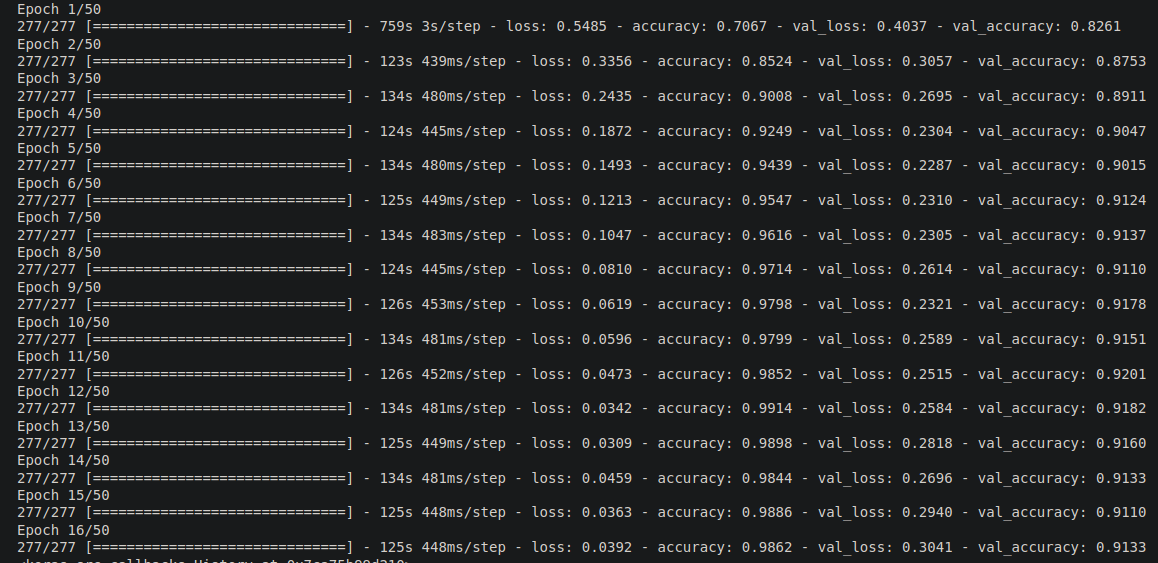 Epoch 1/50
277/277 [==============================] - 759s 3s/step - loss: 0.5485 - accuracy: 0.7067 - val_loss: 0.4037 - val_accuracy: 0.8261
Epoch 2/50
277/277 [==============================] - 123s 439ms/step - loss: 0.3356 - accuracy: 0.8524 - val_loss: 0.3057 - val_accuracy: 0.8753
Epoch 3/50
277/277 [==============================] - 134s 480ms/step - loss: 0.2435 - accuracy: 0.9008 - val_loss: 0.2695 - val_accuracy: 0.8911
Epoch 4/50
277/277 [==============================] - 124s 445ms/step - loss: 0.1872 - accuracy: 0.9249 - val_loss: 0.2304 - val_accuracy: 0.9047
Epoch 5/50
277/277 [==============================] - 134s 480ms/step - loss: 0.1493 - accuracy: 0.9439 - val_loss: 0.2287 - val_accuracy: 0.9015
Epoch 6/50
277/277 [==============================] - 125s 449ms/step - loss: 0.1213 - accuracy: 0.9547 - val_loss: 0.2310 - val_accuracy: 0.9124
Epoch 7/50
277/277 [==============================] - 134s 483ms/step - loss: 0.1047 - accuracy: 0.9616 - val_loss: 0.2305 - val_accuracy: 0.9137
Epoch 8/50
277/277 [==============================] - 124s 445ms/step - loss: 0.0810 - accuracy: 0.9714 - val_loss: 0.2614 - val_accuracy: 0.9110
Epoch 9/50
277/277 [==============================] - 126s 453ms/step - loss: 0.0619 - accuracy: 0.9798 - val_loss: 0.2321 - val_accuracy: 0.9178
Epoch 10/50
277/277 [==============================] - 134s 481ms/step - loss: 0.0596 - accuracy: 0.9799 - val_loss: 0.2589 - val_accuracy: 0.9151
Epoch 11/50
277/277 [==============================] - 126s 452ms/step - loss: 0.0473 - accuracy: 0.9852 - val_loss: 0.2515 - val_accuracy: 0.9201
Epoch 12/50
277/277 [==============================] - 134s 481ms/step - loss: 0.0342 - accuracy: 0.9914 - val_loss: 0.2584 - val_accuracy: 0.9182
Epoch 13/50
277/277 [==============================] - 125s 449ms/step - loss: 0.0309 - accuracy: 0.9898 - val_loss: 0.2818 - val_accuracy: 0.9160
Epoch 14/50
277/277 [==============================] - 134s 481ms/step - loss: 0.0459 - accuracy: 0.9844 - val_loss: 0.2696 - val_accuracy: 0.9133
Epoch 15/50
277/277 [==============================] - 125s 448ms/step - loss: 0.0363 - accuracy: 0.9886 - val_loss: 0.2940 - val_accuracy: 0.9110
Epoch 16/50
277/277 [==============================] - 125s 448ms/step - loss: 0.0392 - accuracy: 0.9862 - val_loss: 0.3041 - val_accuracy: 0.9133